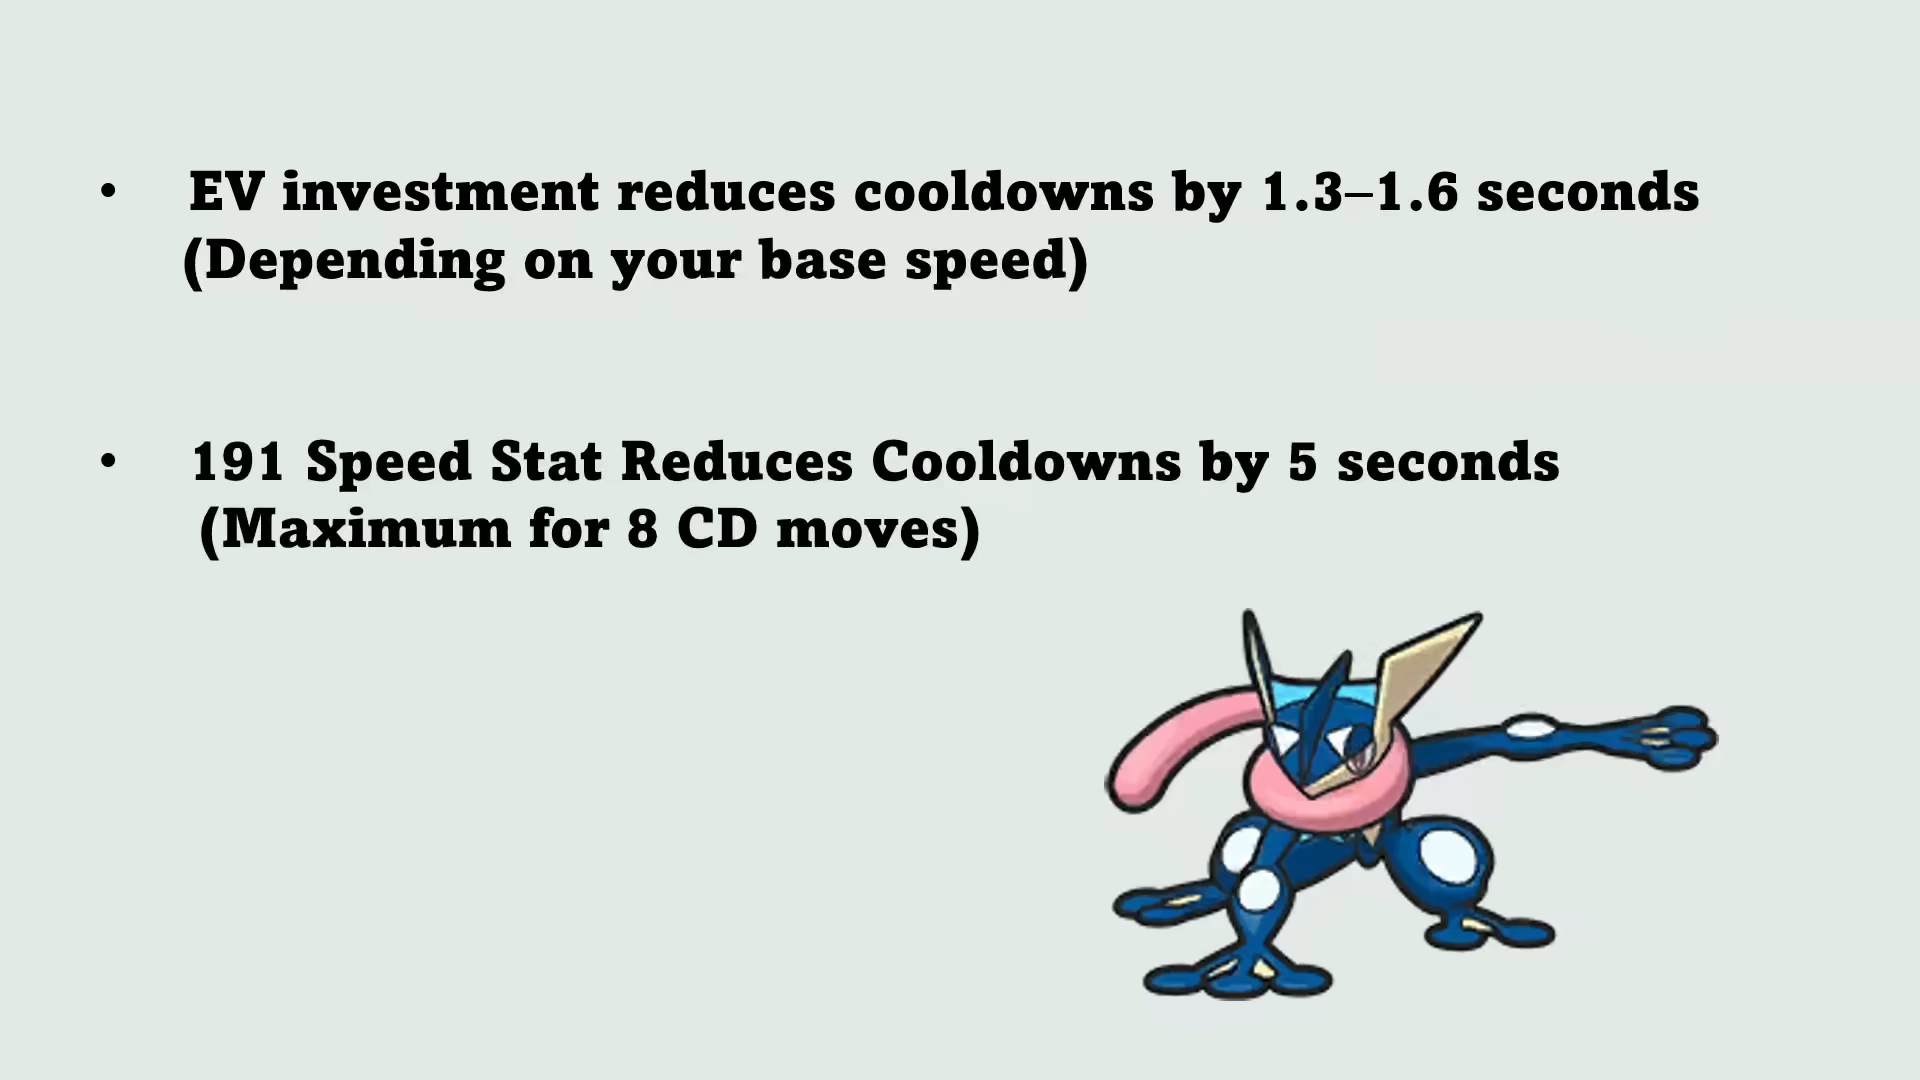 • EV investment reduces cooldowns by 1.3–1.6 seconds
(Depending on your base speed)
• 191 Speed Stat Reduces Cooldowns by 5 seconds
(Maximum for 8 CD moves)